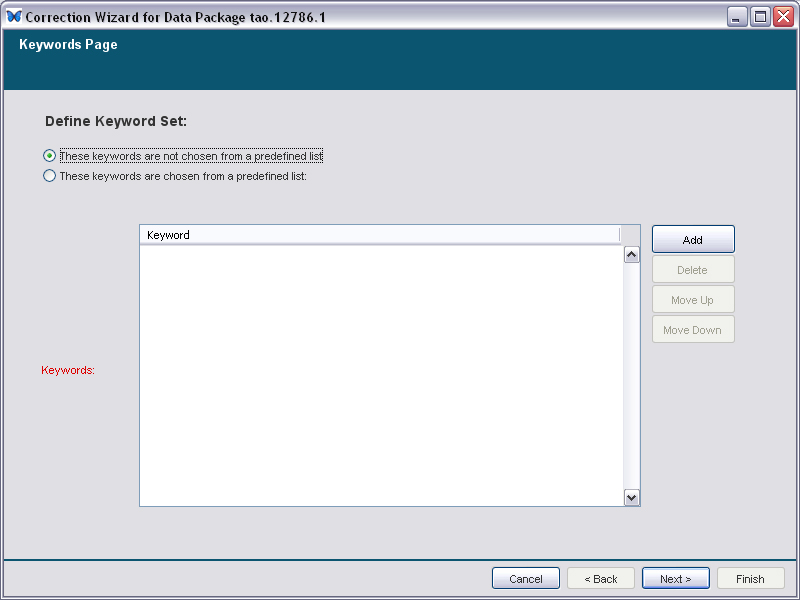 Correction Wizard for Data Package tao.12786.1
Keywords Page
Define Keyword Set:
These keywords are not chosen from a predefined list
These keywords are chosen from a predefined list:
Keyword
Add
Delete
Move Up
Move Down
Keywords:
Cancel
< Back
Next >
Finish